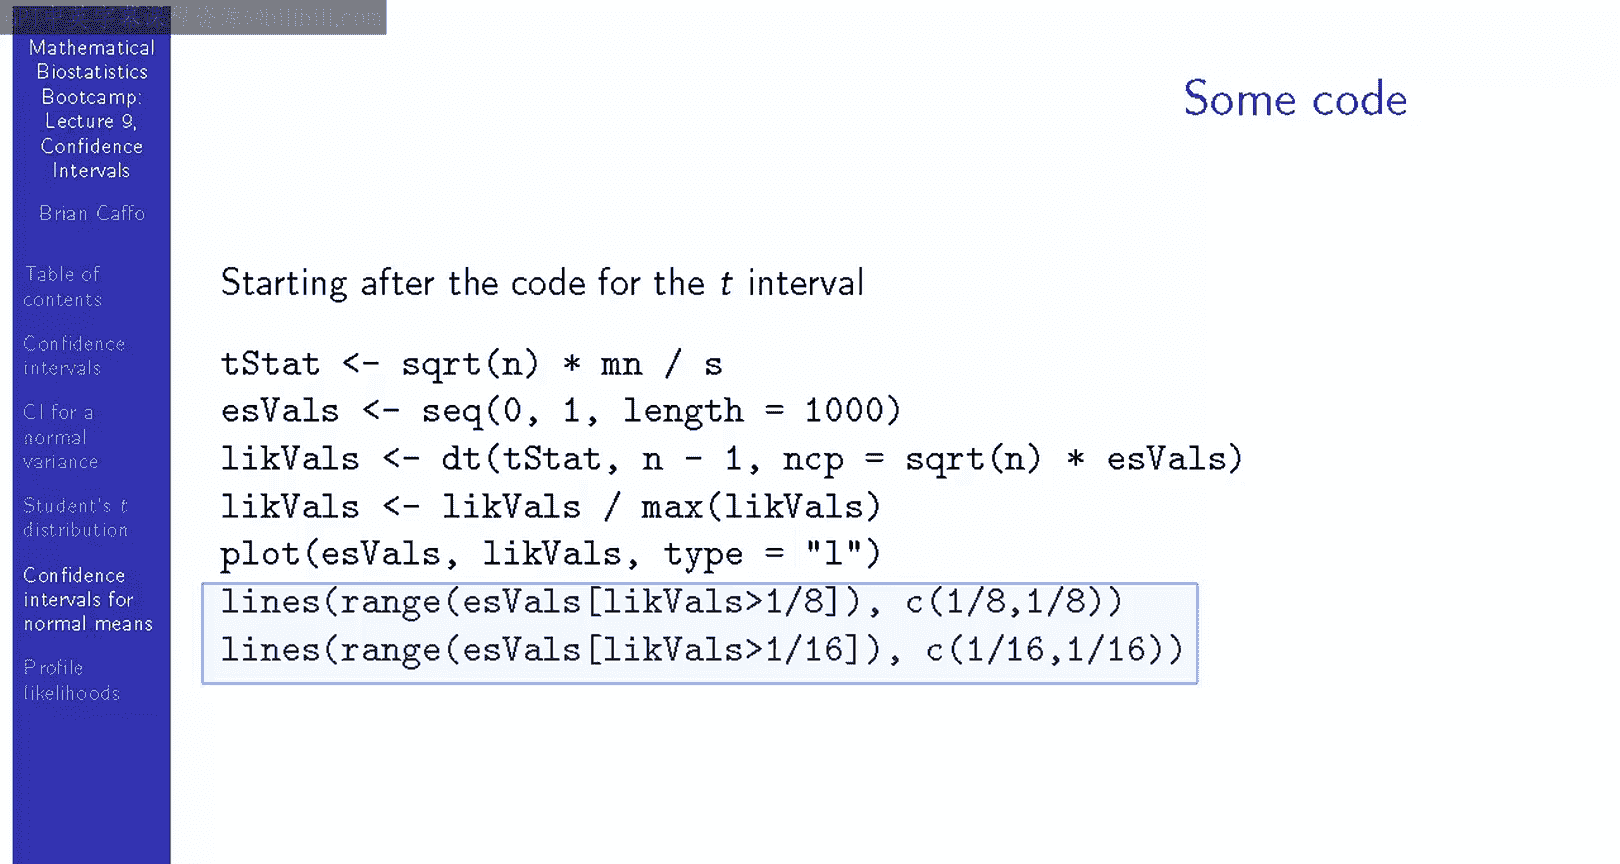 Mathematical
Biostatistics
Bootcamp:
Lecture 9,
Confidence
Intervals
Brian Caffo
Table of
contents
Confidence
intervals
CI for a
normal
variance
Student's t
distribution
Confidence
intervals for
normal means
Profile
likelihoods
Some code
Starting after the code for the t interval
tStat <- sqrt(n) * mn / s
esVals <- seq(0, 1, length = 1000)
likVals <- dt(tStat, n - 1, ncp = sqrt(n) * esVals)
likVals <- likVals / max(likVals)
plot(esVals, likVals, type = "l")
lines(range(esVals[likVals>1/8]), c(1/8,1/8))
lines(range(esVals[likVals>1/16]), c(1/16,1/16))